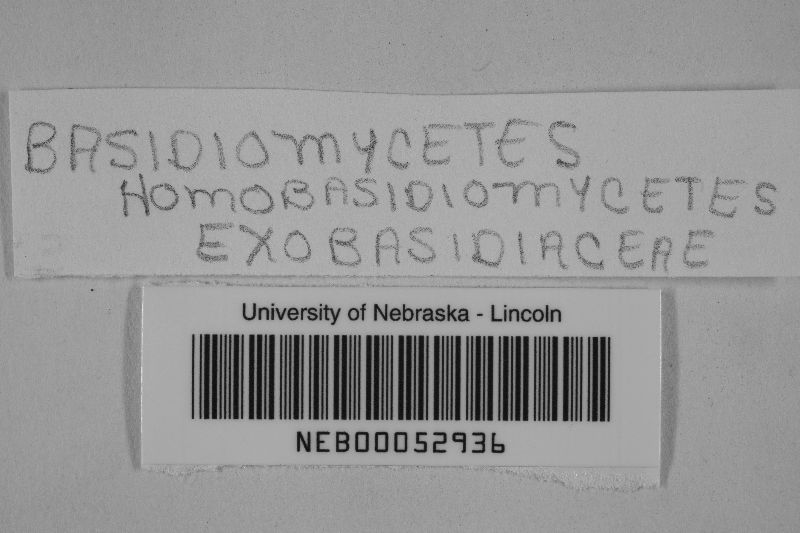 BASIDIOMYCETES
HOMOBASIDIOMYCETES
EXOBASIDIACEAE
University of Nebraska - Lincoln
NEB00052936